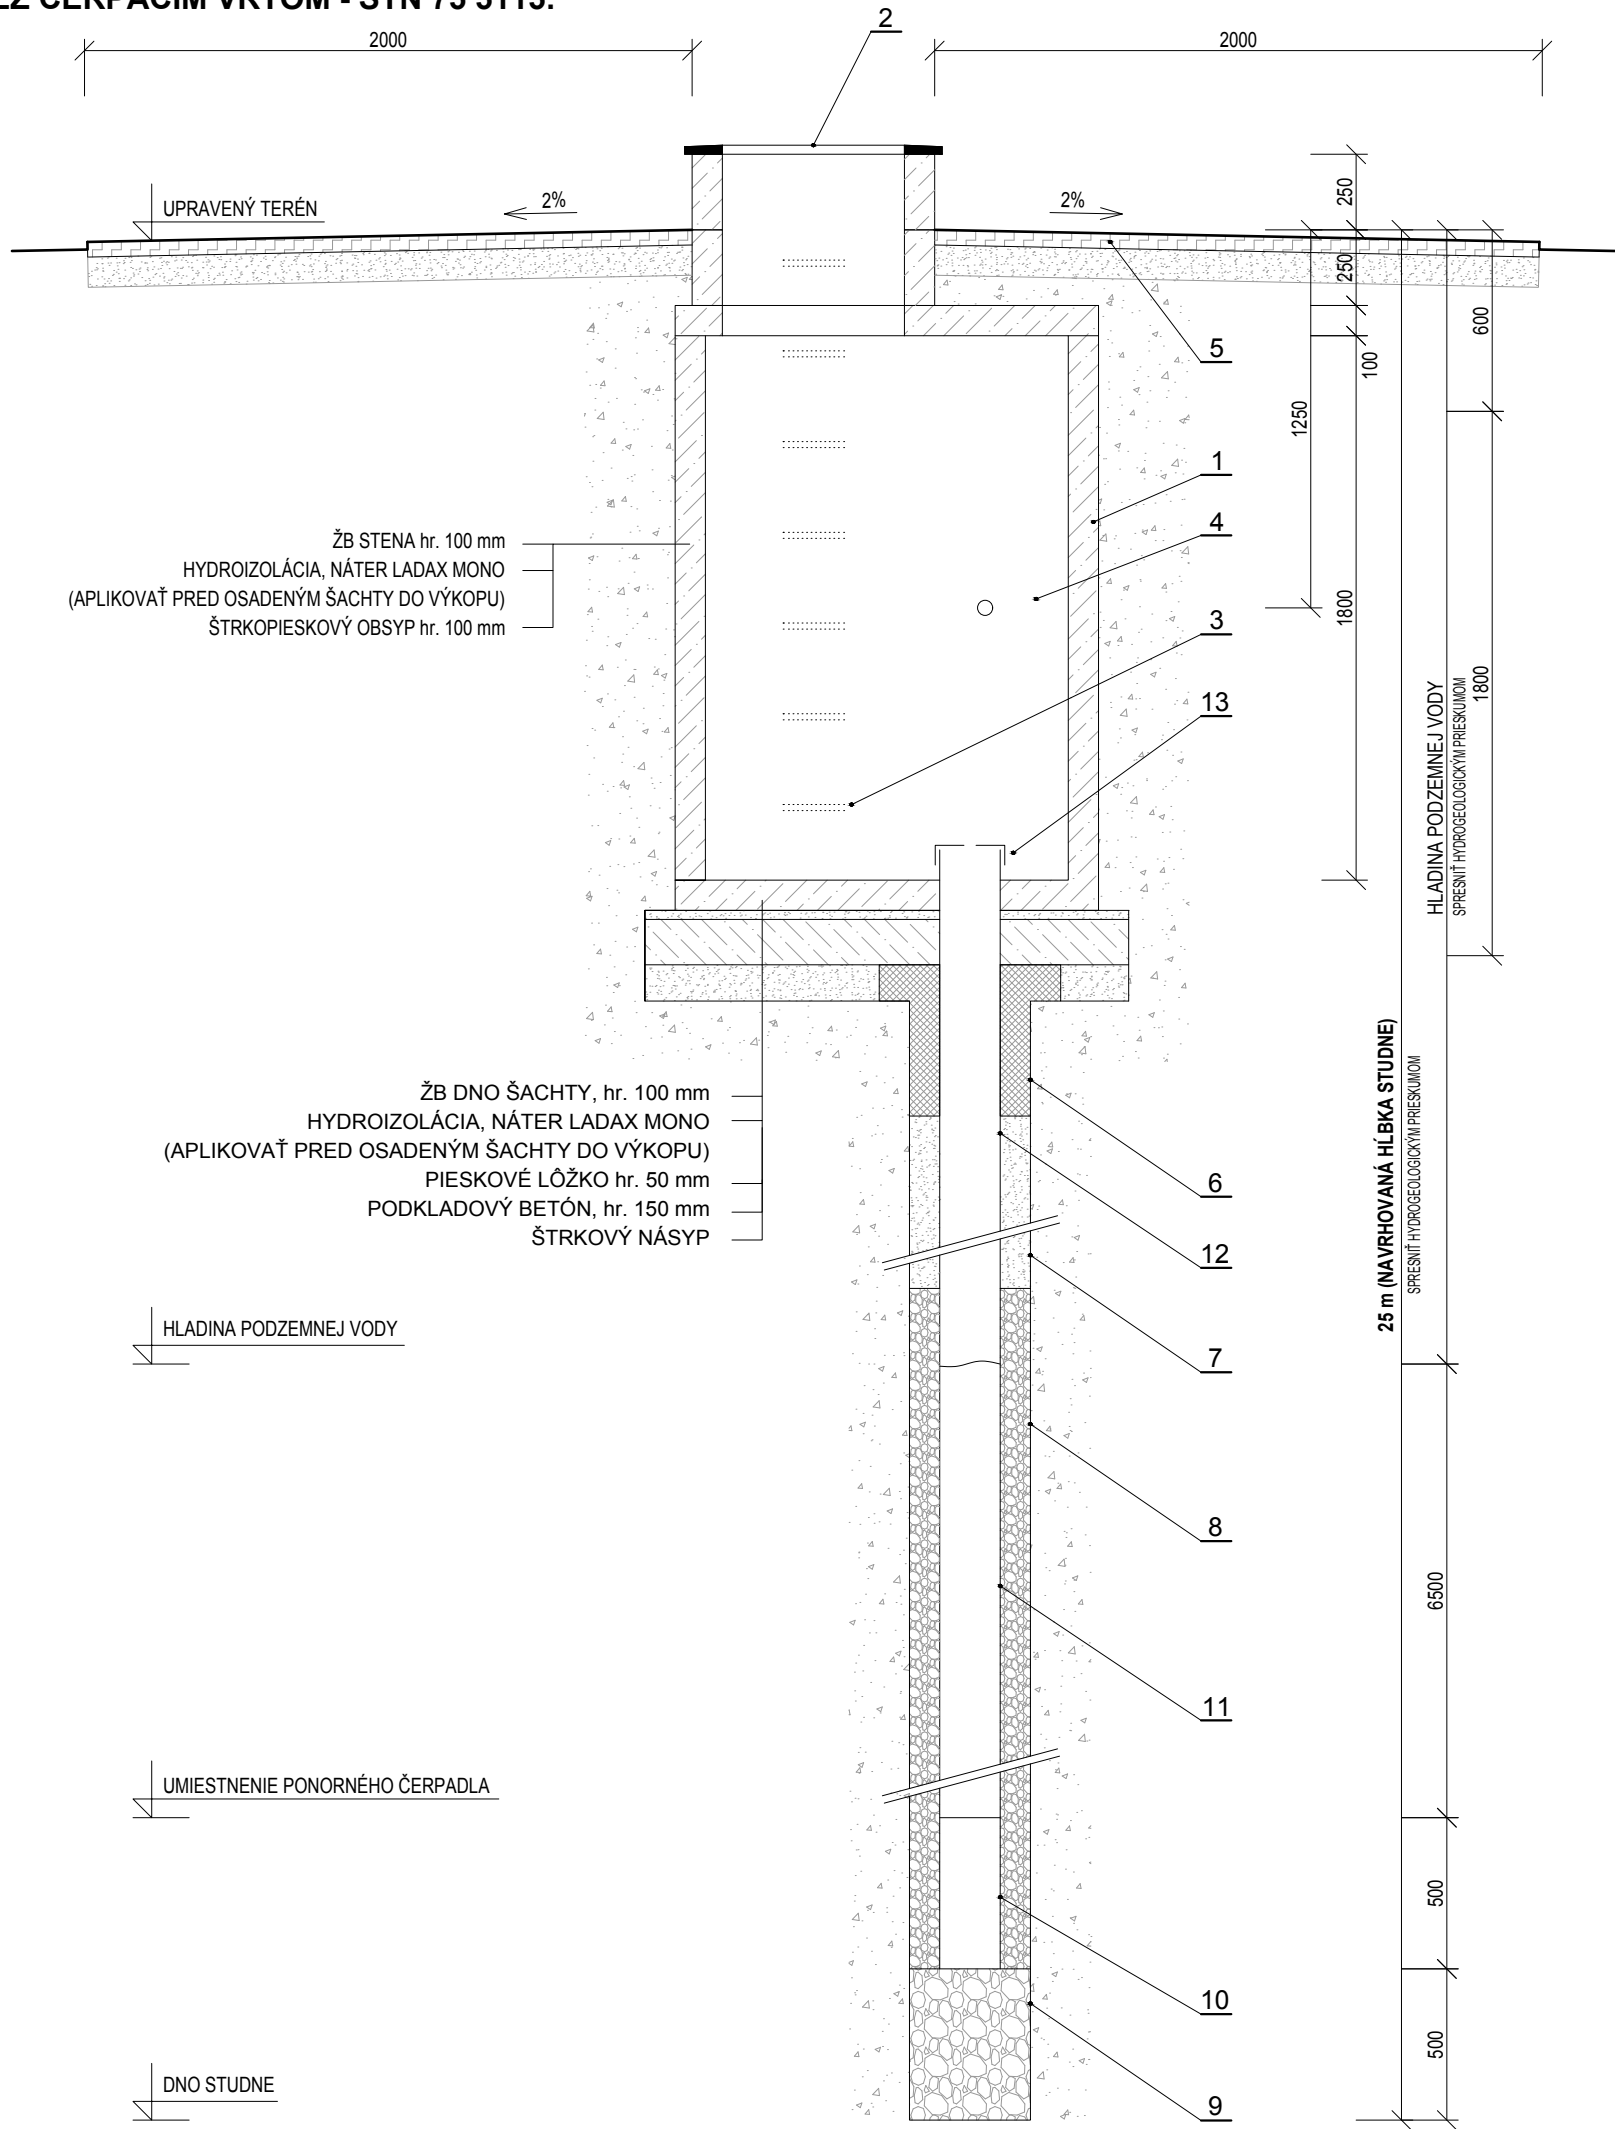 EZ ČERPACÍM VRTOM - STN 75 5115.
2
2000
2000
UPRAVENÝ TERÉN
2%
2%
250
250
600
100
5
1250
1
4
ŽB STENA hr. 100 mm
HYDROIZOLÁCIA, NÁTER LADAX MONO
(APLIKOVAŤ PRED OSADENÝM ŠACHTY DO VÝKOPU)
ŠTRKOPIESKOVÝ OBSYP hr. 100 mm
1800
3
13
1800
HLADINA PODZEMNEJ VODY
SPRESNIŤ HYDROGEOLOGICKÝM PRIESKUMOM
25 m (NAVRHOVANÁ HĹBKA STUDNE)
SPRESNIŤ HYDROGEOLOGICKÝM PRIESKUMOM
ŽB DNO ŠACHTY, hr. 100 mm
HYDROIZOLÁCIA, NÁTER LADAX MONO
(APLIKOVAŤ PRED OSADENÝM ŠACHTY DO VÝKOPU)
PIESKOVÉ LÔŽKO hr. 50 mm
PODKLADOVÝ BETÓN, hr. 150 mm
ŠTRKOVÝ NÁSYP
6
12
HLADINA PODZEMNEJ VODY
7
8
6500
11
UMIESTNENIE PONORNÉHO ČERPADLA
500
10
500
DNO STUDNE
9